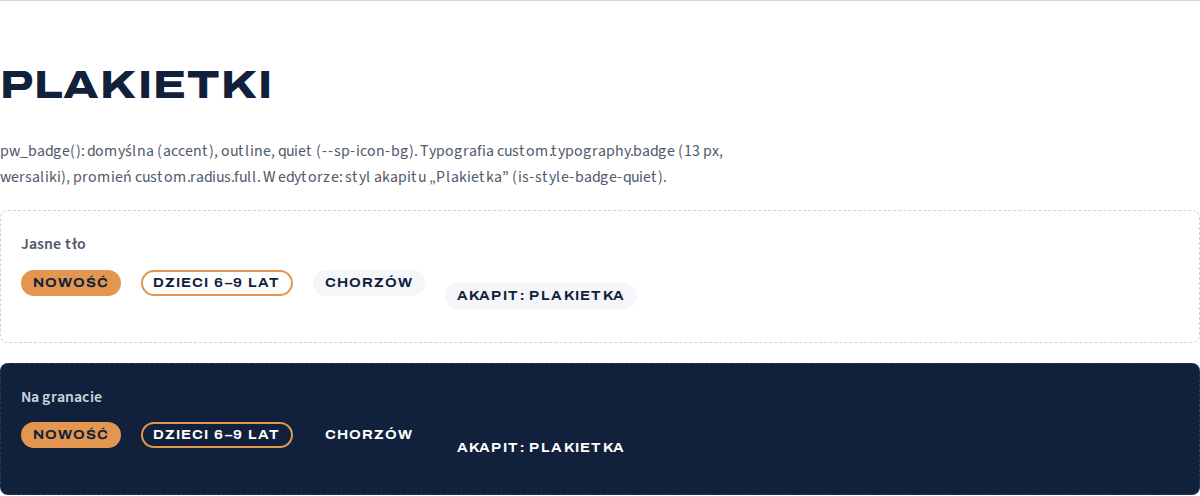 PLAKIETKI
pw_badge(): domyślna (accent), outline, quiet (--sp-icon-bg). Typografia custom.typography.badge (13 px,
wersaliki), promień custom.radius.full. W edytorze: styl akapitu „Plakietka” (is-style-badge-quiet).
Jasne tło
NOWOŚĆ DZIECI 6–9 LAT CHORZÓW AKAPIT: PLAKIETKA
Na granacie
NOWOŚĆ DZIECI 6–9 LAT CHORZÓW AKAPIT: PLAKIETKA